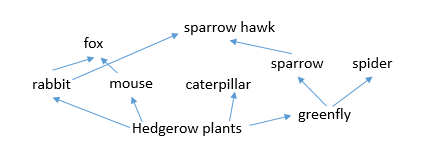 sparrow hawk
fox
sparrow spider
rabbit mouse caterpillar
greenfly
Hedgerow plants